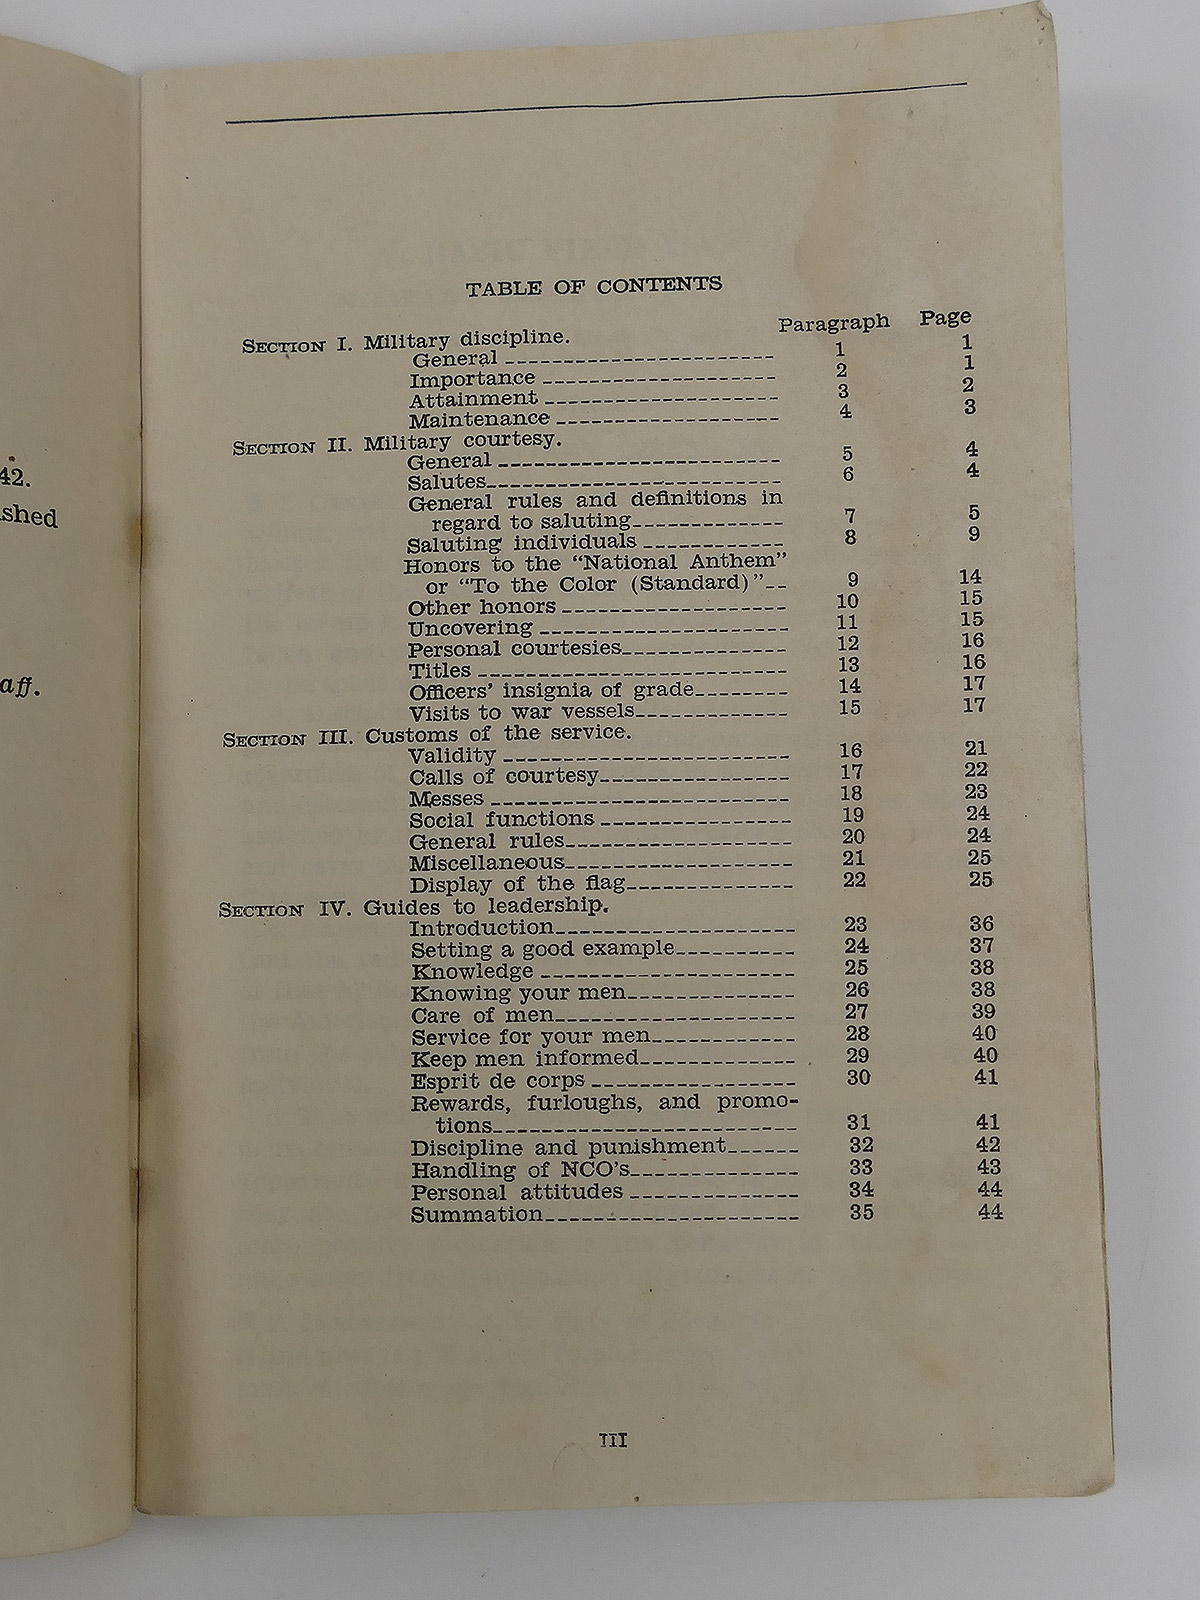 42.
shed
aff.
TABLE OF CONTENTS
Paragraph Page
SECTION I. Military discipline.
General ---------------------- 1 1
Importance ------------------- 2 1
Attainment ------------------- 3 2
Maintenance ------------------ 4 3
SECTION II. Military courtesy.
General ----------------------- 5 4
Salutes------------------------ 6 4
General rules and definitions in
regard to saluting------------ 7 5
Saluting individuals ----------- 8 9
Honors to the “National Anthem”
or “To the Color (Standard)”-- 9 14
Other honors ------------------ 10 15
Uncovering -------------------- 11 15
Personal courtesies------------- 12 16
Titles ------------------------- 13 16
Officers’ insignia of grade------- 14 17
Visits to war vessels------------ 15 17
SECTION III. Customs of the service.
Validity ----------------------- 16 21
Calls of courtesy--------------- 17 22
Messes ------------------------ 18 23
Social functions --------------- 19 24
General rules------------------ 20 24
Miscellaneous------------------ 21 25
Display of the flag------------- 22 25
SECTION IV. Guides to leadership.
Introduction------------------- 23 36
Setting a good example--------- 24 37
Knowledge -------------------- 25 38
Knowing your men------------- 26 38
Care of men------------------- 27 39
Service for your men----------- 28 40
Keep men informed------------ 29 40
Esprit de corps ---------------- 30 41
Rewards, furloughs, and promo-
tions------------------------ 31 41
Discipline and punishment----- 32 42
Handling of NCO’s------------- 33 43
Personal attitudes ------------- 34 44
Summation-------------------- 35 44
III